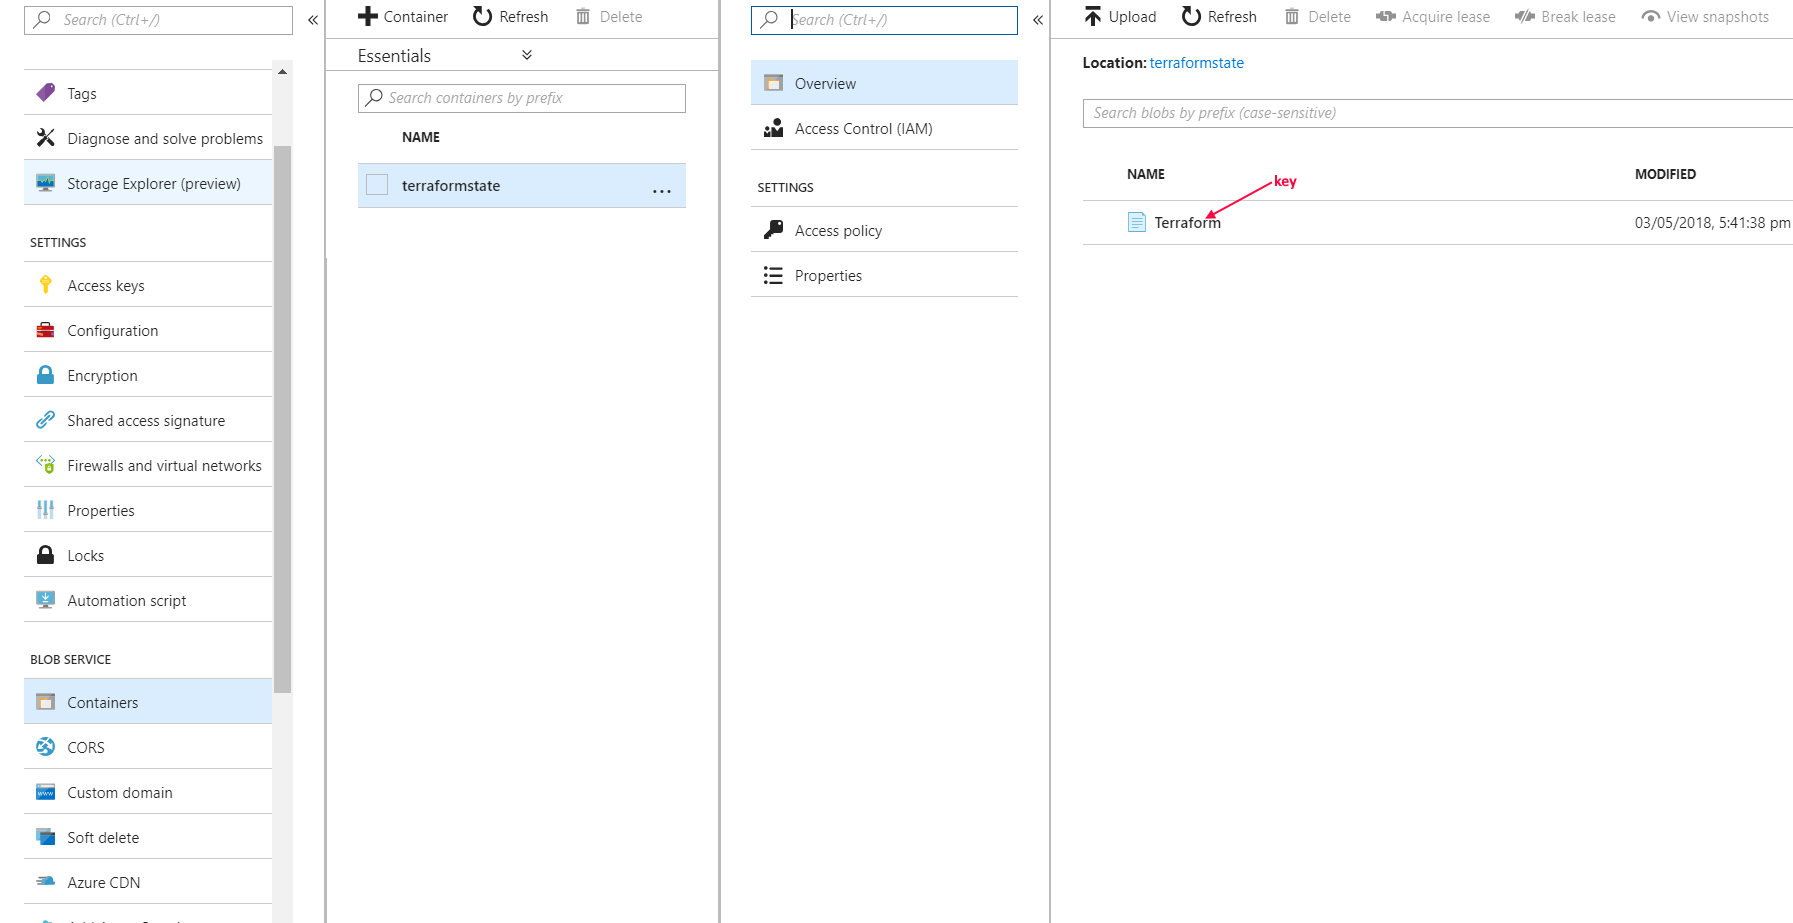 Search (Ctrl+/)
«
Tags
Diagnose and solve problems
Storage Explorer (preview)
SETTINGS
Access keys
Configuration
Encryption
Shared access signature
Firewalls and virtual networks
Properties
Locks
Automation script
BLOB SERVICE
Containers
CORS
Custom domain
Soft delete
Azure CDN
Container Refresh Delete
Essentials
Search containers by prefix
NAME
terraformstate ...
Search (Ctrl+/)
«
Overview
Access Control (IAM)
SETTINGS
Access policy
Properties
Upload Refresh Delete Acquire lease Break lease View snapshots
Location: terraformstate
Search blobs by prefix (case-sensitive)
NAME MODIFIED
key
Terraform 03/05/2018, 5:41:38 pm